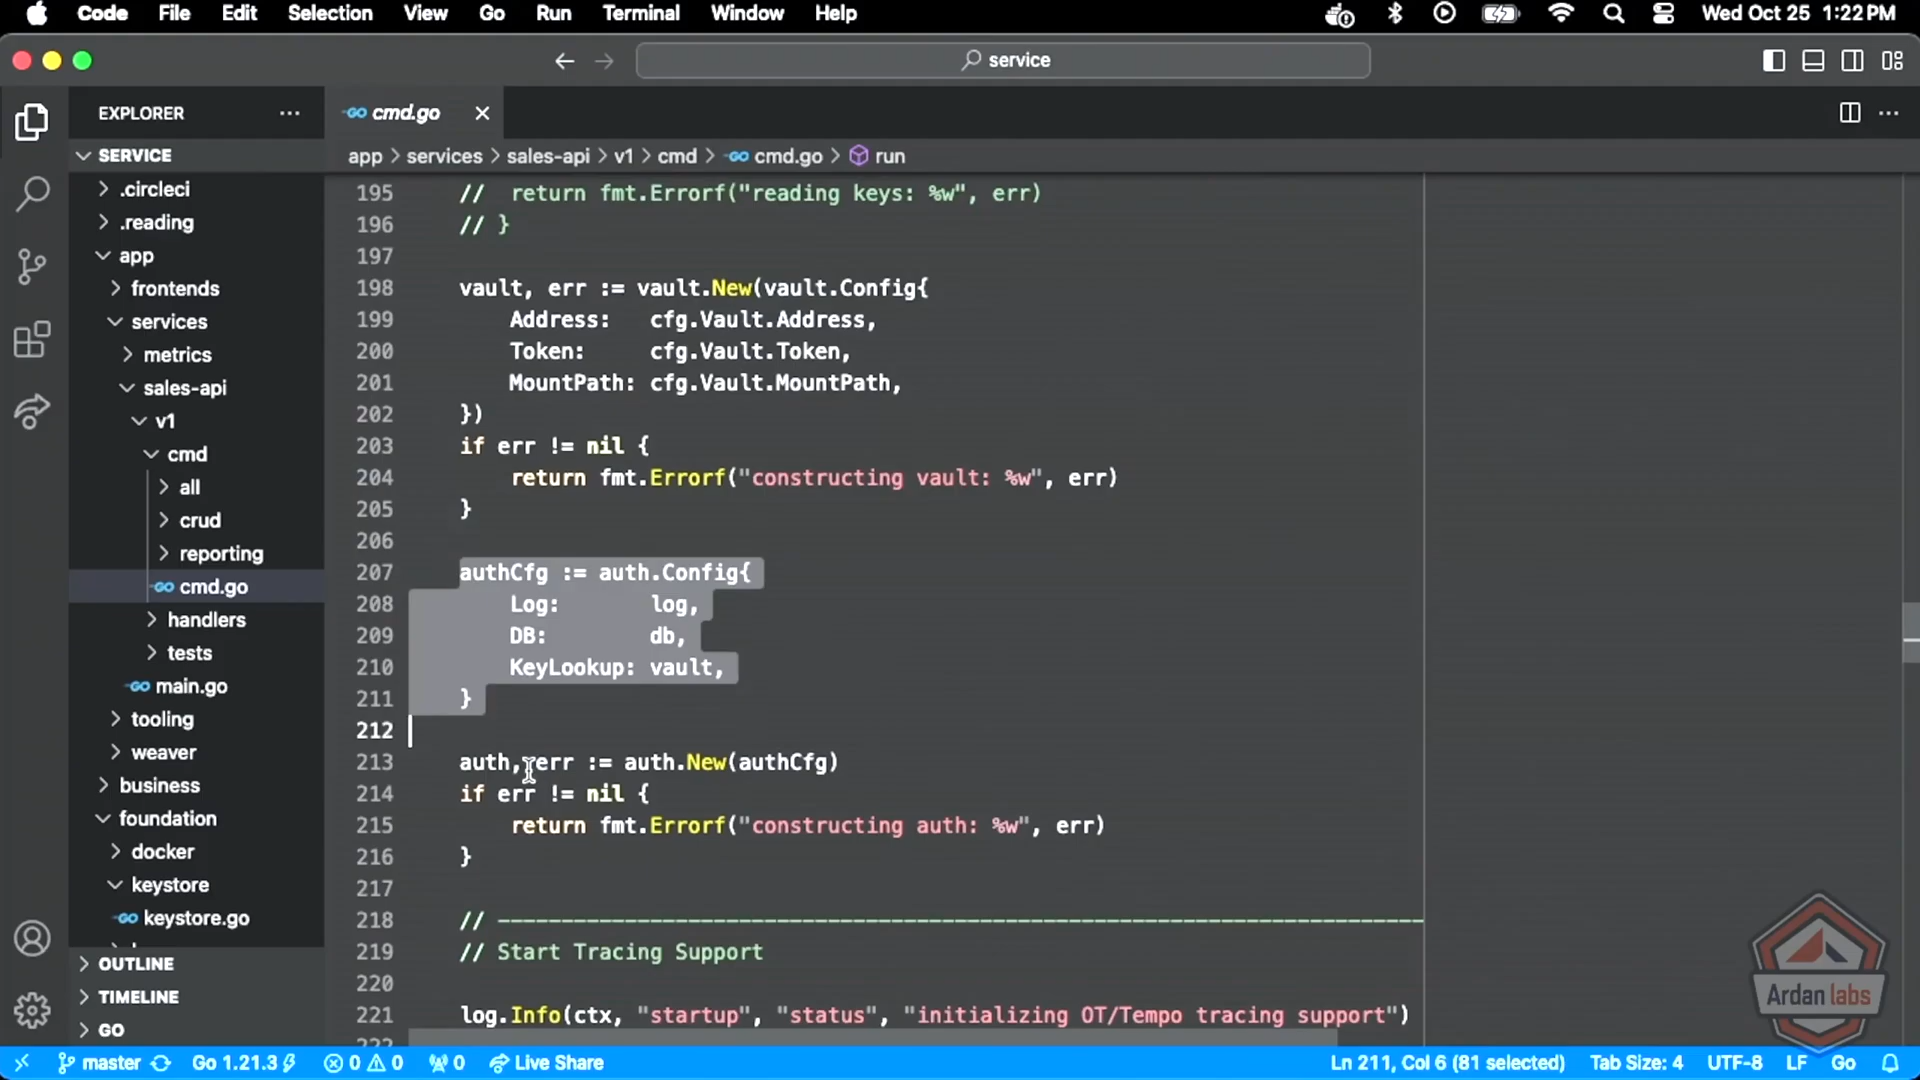 Code File Edit Selection View Go Run Terminal Window Help Wed Oct 25 1:22 PM
service
EXPLORER ...
cmd.go
SERVICE
app > services > sales-api > v1 > cmd > cmd.go > run
.circleci
.reading
app
frontends
services
metrics
sales-api
v1
cmd
all
crud
reporting
cmd.go
handlers
tests
main.go
tooling
weaver
business
foundation
docker
keystore
keystore.go
OUTLINE
TIMELINE
GO
195 // return fmt.Errorf("reading keys: %w", err)
196 // }
197
198 vault, err := vault.New(vault.Config{
199 Address: cfg.Vault.Address,
200 Token: cfg.Vault.Token,
201 MountPath: cfg.Vault.MountPath,
202 })
203 if err != nil {
204 return fmt.Errorf("constructing vault: %w", err)
205 }
206
207 authCfg := auth.Config{
208 Log: log,
209 DB: db,
210 KeyLookup: vault,
211 }
212
213 auth, err := auth.New(authCfg)
214 if err != nil {
215 return fmt.Errorf("constructing auth: %w", err)
216 }
217
218 // -------------------------------------------------------------------------
219 // Start Tracing Support
220
221 log.Info(ctx, "startup", "status", "initializing OT/Tempo tracing support")
Ardan labs
master Go 1.21.3 0 0 0 Live Share Ln 211, Col 6 (81 selected) Tab Size: 4 UTF-8 LF Go